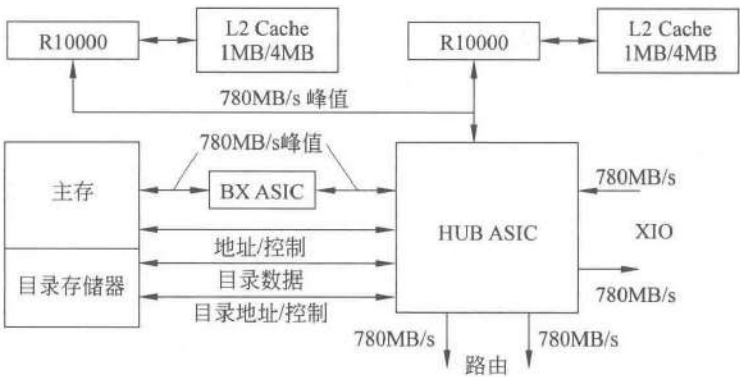 R10000
L2 Cache
1MB/4MB
R10000
L2 Cache
1MB/4MB
780MB/s 峰值
780MB/s峰值
主存
BX ASIC
HUB ASIC
780MB/s
XIO
780MB/s
地址/控制
目录存储器
目录数据
目录地址/控制
780MB/s
780MB/s
路由